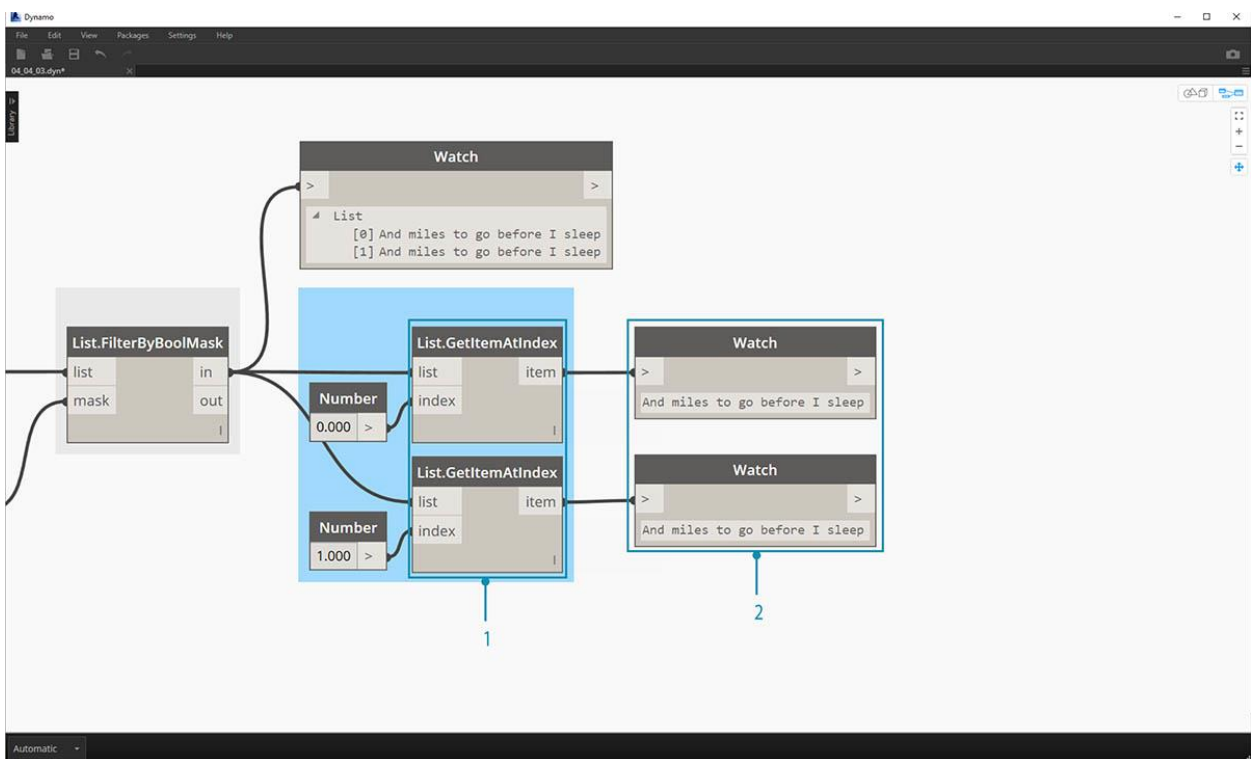 Dynamo
File Edit View Packages Settings Help
04_04_03.dyn*
Library
Watch
> >
List
[0] And miles to go before I sleep
[1] And miles to go before I sleep
List.FilterByBoolMask
list in
mask out
List.GetItemAtIndex
list item
index
Number
0.000 >
Watch
> >
And miles to go before I sleep
List.GetItemAtIndex
list item
index
Number
1.000 >
Watch
> >
And miles to go before I sleep
1
2
Automatic